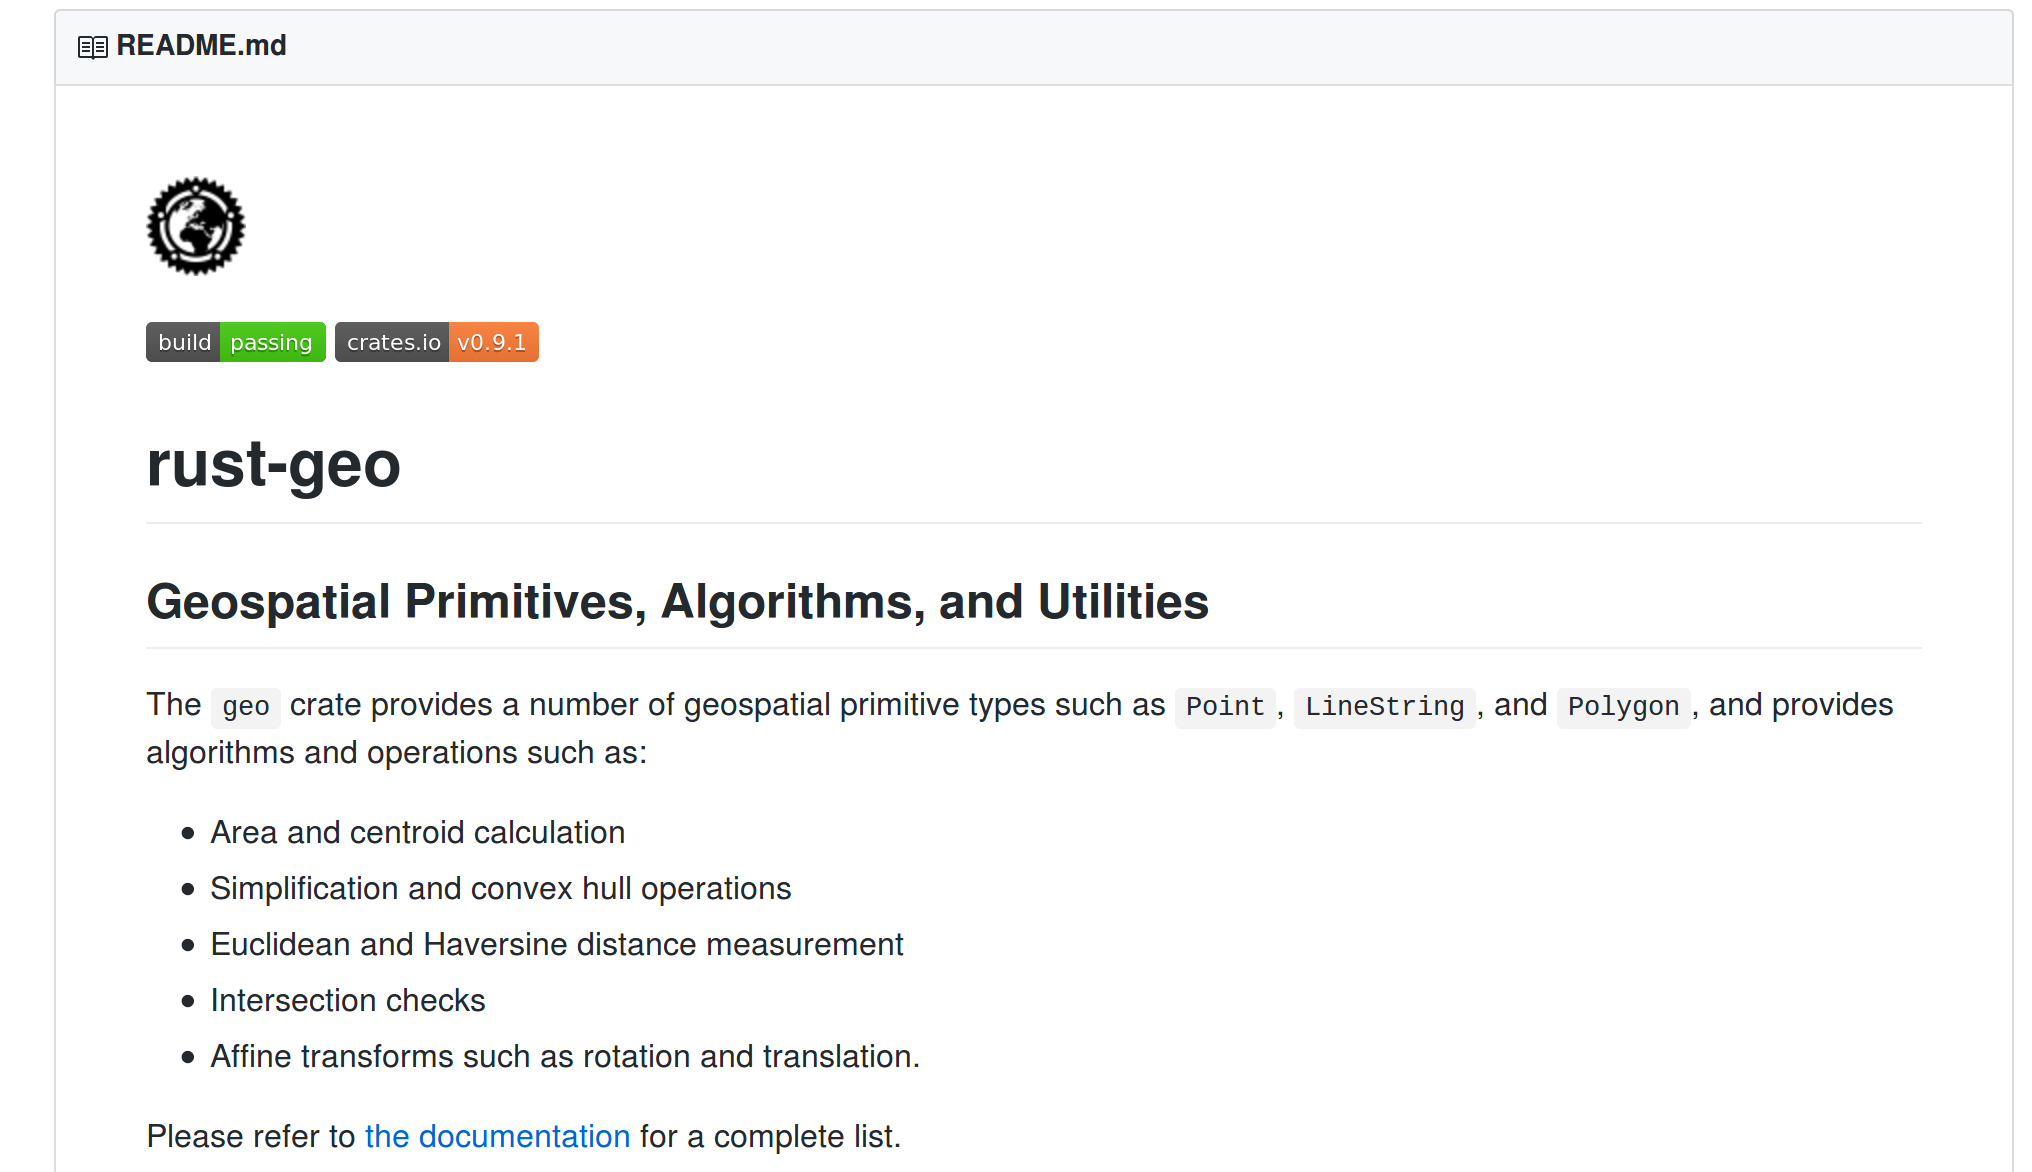 README.md
build passing crates.io v0.9.1
rust-geo
Geospatial Primitives, Algorithms, and Utilities
The geo crate provides a number of geospatial primitive types such as Point, LineString, and Polygon, and provides
algorithms and operations such as:
Area and centroid calculation
Simplification and convex hull operations
Euclidean and Haversine distance measurement
Intersection checks
Affine transforms such as rotation and translation.
Please refer to the documentation for a complete list.